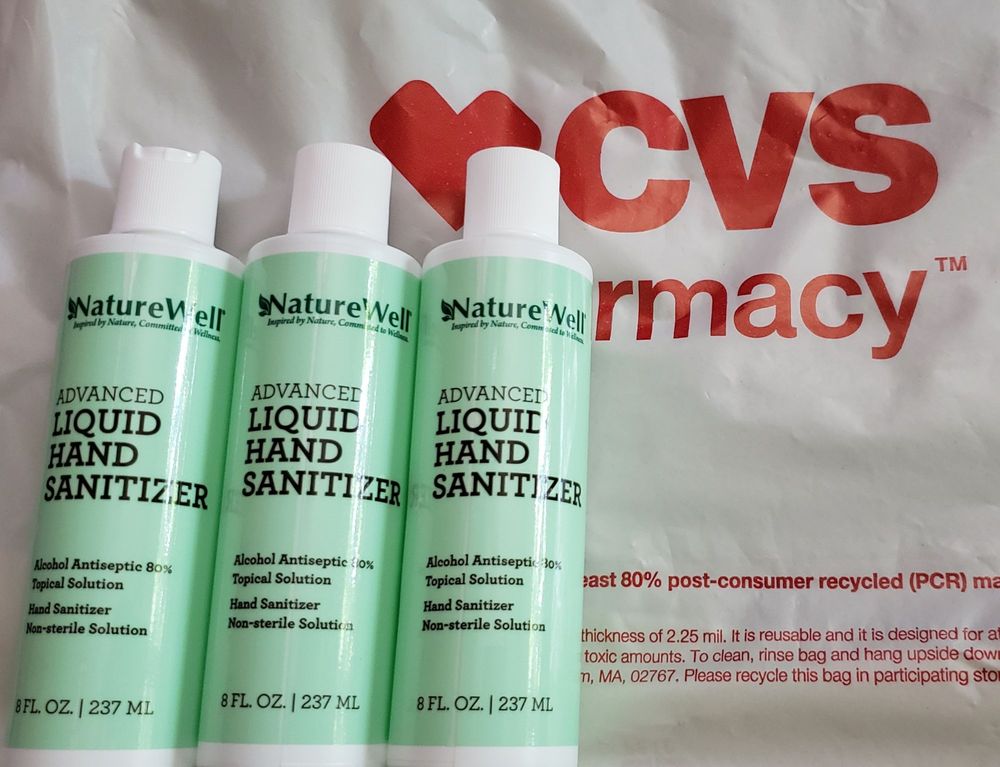 NatureWell
Inspired by Nature, Committed to Wellness.
ADVANCED
LIQUID
HAND
SANITIZER
Alcohol Antiseptic 80%
Topical Solution
Hand Sanitizer
Non-sterile Solution
8 FL. OZ. | 237 ML
NatureWell
Inspired by Nature, Committed to Wellness.
ADVANCED
LIQUID
HAND
SANITIZER
Alcohol Antiseptic 80%
Topical Solution
Hand Sanitizer
Non-sterile Solution
8 FL. OZ. | 237 ML
NatureWell
Inspired by Nature, Committed to Wellness.
ADVANCED
LIQUID
HAND
SANITIZER
Alcohol Antiseptic 80%
Topical Solution
Hand Sanitizer
Non-sterile Solution
8 FL. OZ. | 237 ML
CVS
rmacy™
east 80% post-consumer recycled (PCR) ma
thickness of 2.25 mil. It is reusable and it is designed for at
toxic amounts. To clean, rinse bag and hang upside down
MA, 02767. Please recycle this bag in participating sto